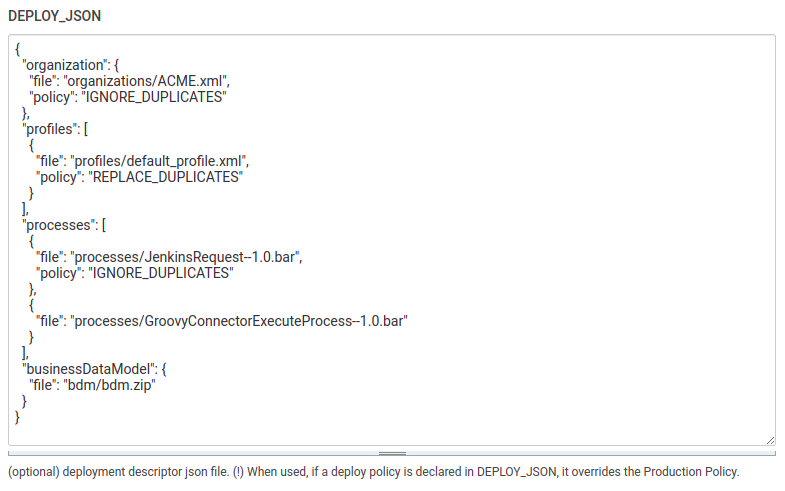 DEPLOY_JSON
{
  "organization": {
    "file": "organizations/ACME.xml",
    "policy": "IGNORE_DUPLICATES"
  },
  "profiles": [
    {
      "file": "profiles/default_profile.xml",
      "policy": "REPLACE_DUPLICATES"
    }
  ],
  "processes": [
    {
      "file": "processes/JenkinsRequest--1.0.bar",
      "policy": "IGNORE_DUPLICATES"
    },
    {
      "file": "processes/GroovyConnectorExecuteProcess--1.0.bar"
    }
  ],
  "businessDataModel": {
    "file": "bdm/bdm.zip"
  }
}
(optional) deployment descriptor json file. (!) When used, if a deploy policy is declared in DEPLOY_JSON, it overrides the Production Policy.